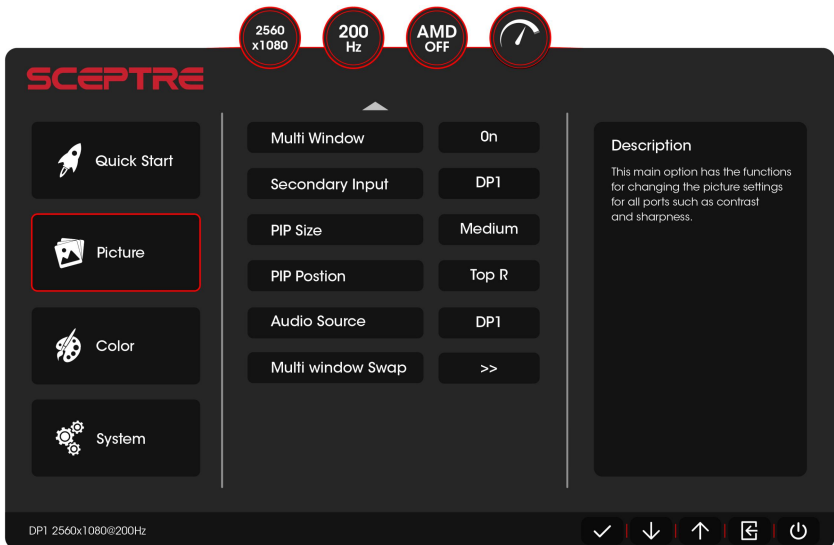 2560
x1080
200
Hz
AMD
OFF
SCEPTRE
Quick Start
Picture
Color
System
Multi Window 0n
Secondary Input DP1
PIP Size Medium
PIP Postion Top R
Audio Source DP1
Multi window Swap >>
Description
This main option has the functions
for changing the picture settings
for all ports such as contrast
and sharpness.
DP1 2560x1080@200Hz